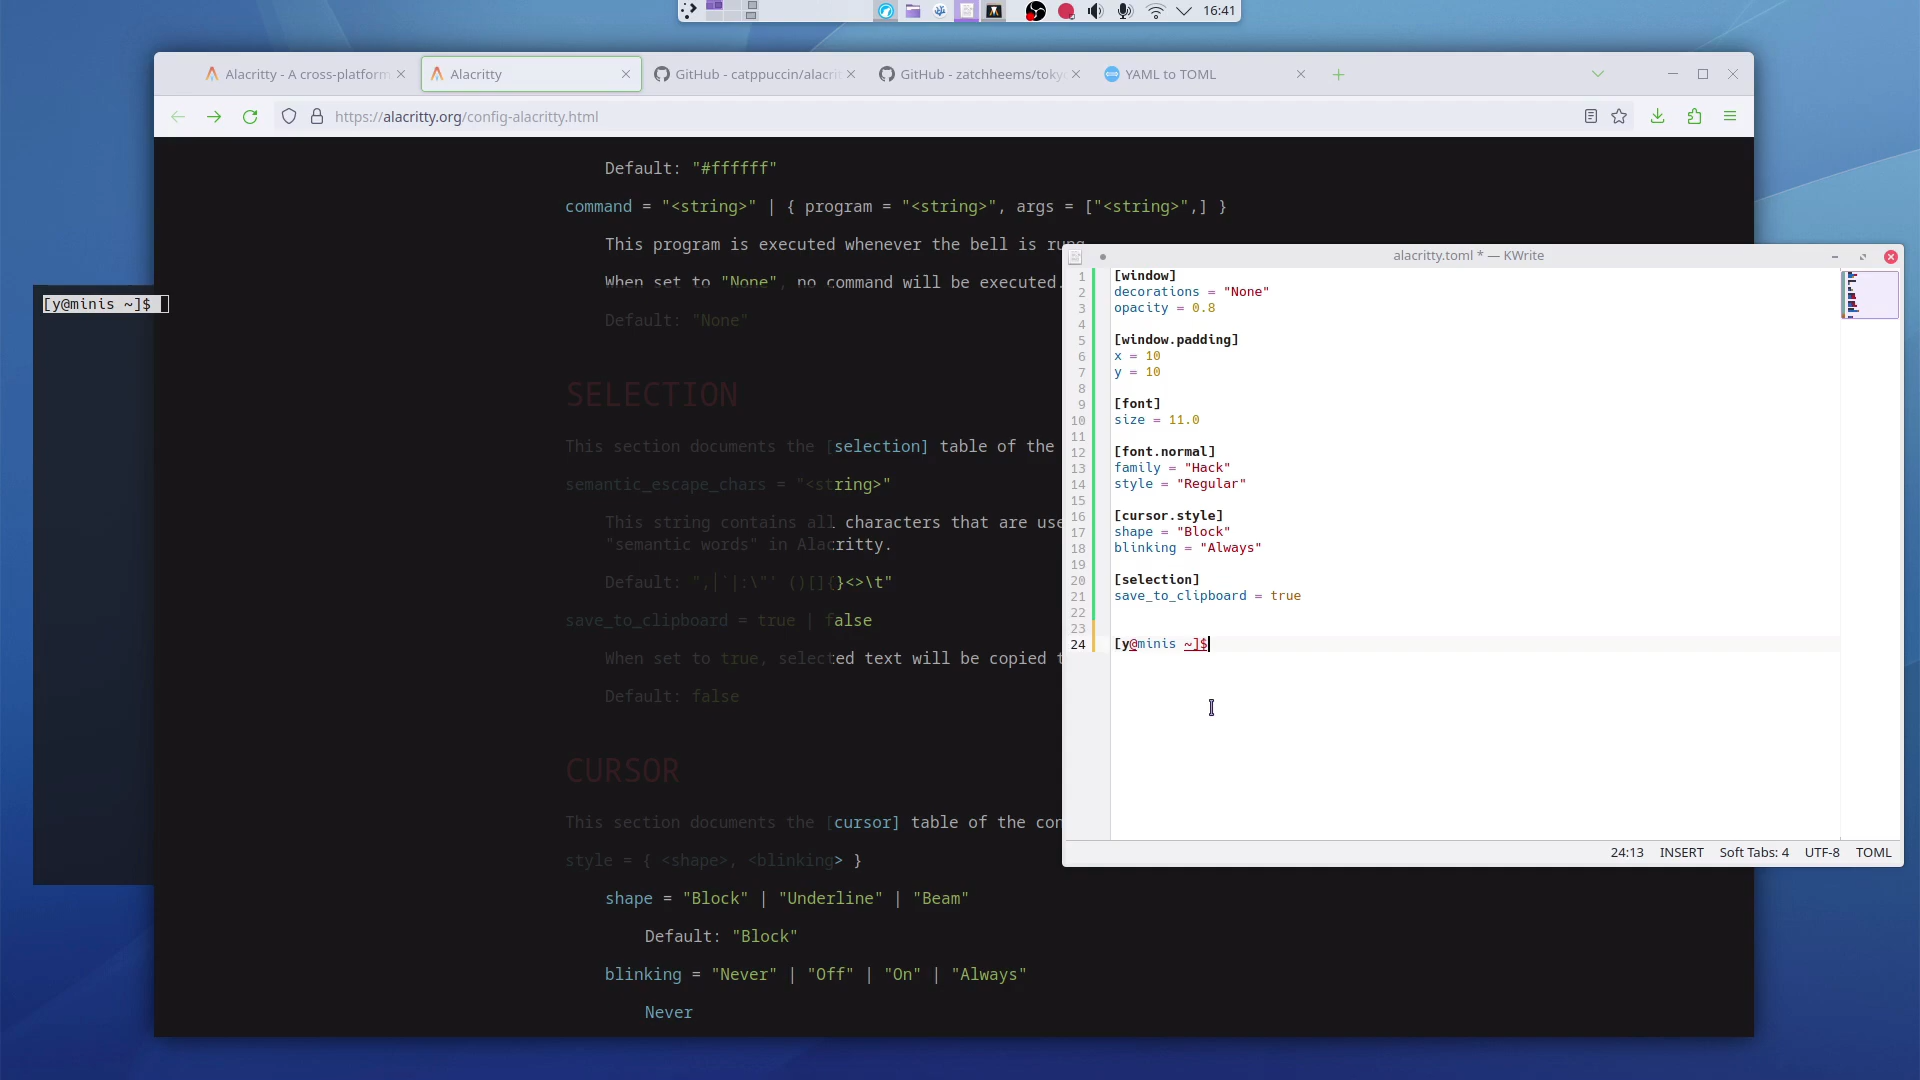 16:41
Alacritty - A cross-platform
Alacritty
GitHub - catppuccin/alacrit
GitHub - zatchheems/toky
YAML to TOML
https://alacritty.org/config-alacritty.html
Default: "#ffffff"
command = "<string>" | { program = "<string>", args = ["<string>",] }
This program is executed whenever the bell is rung.
When set to "None", no command will be executed.
Default: "None"
SELECTION
This section documents the [selection] table of the
semantic_escape_chars = "<string>"
This string contains all characters that are use
"semantic words" in Alacritty.
Default: ",│`|:\"' ()[]{}<>\t"
save_to_clipboard = true | false
When set to true, selected text will be copied t
Default: false
CURSOR
This section documents the [cursor] table of the con
style = { <shape>, <blinking> }
shape = "Block" | "Underline" | "Beam"
Default: "Block"
blinking = "Never" | "Off" | "On" | "Always"
Never
[y@minis ~]$
alacritty.toml * — KWrite
1 [window]
2 decorations = "None"
3 opacity = 0.8
4
5 [window.padding]
6 x = 10
7 y = 10
8
9 [font]
10 size = 11.0
11
12 [font.normal]
13 family = "Hack"
14 style = "Regular"
15
16 [cursor.style]
17 shape = "Block"
18 blinking = "Always"
19
20 [selection]
21 save_to_clipboard = true
22
23
24 [y@minis ~]$
24:13 INSERT Soft Tabs: 4 UTF-8 TOML